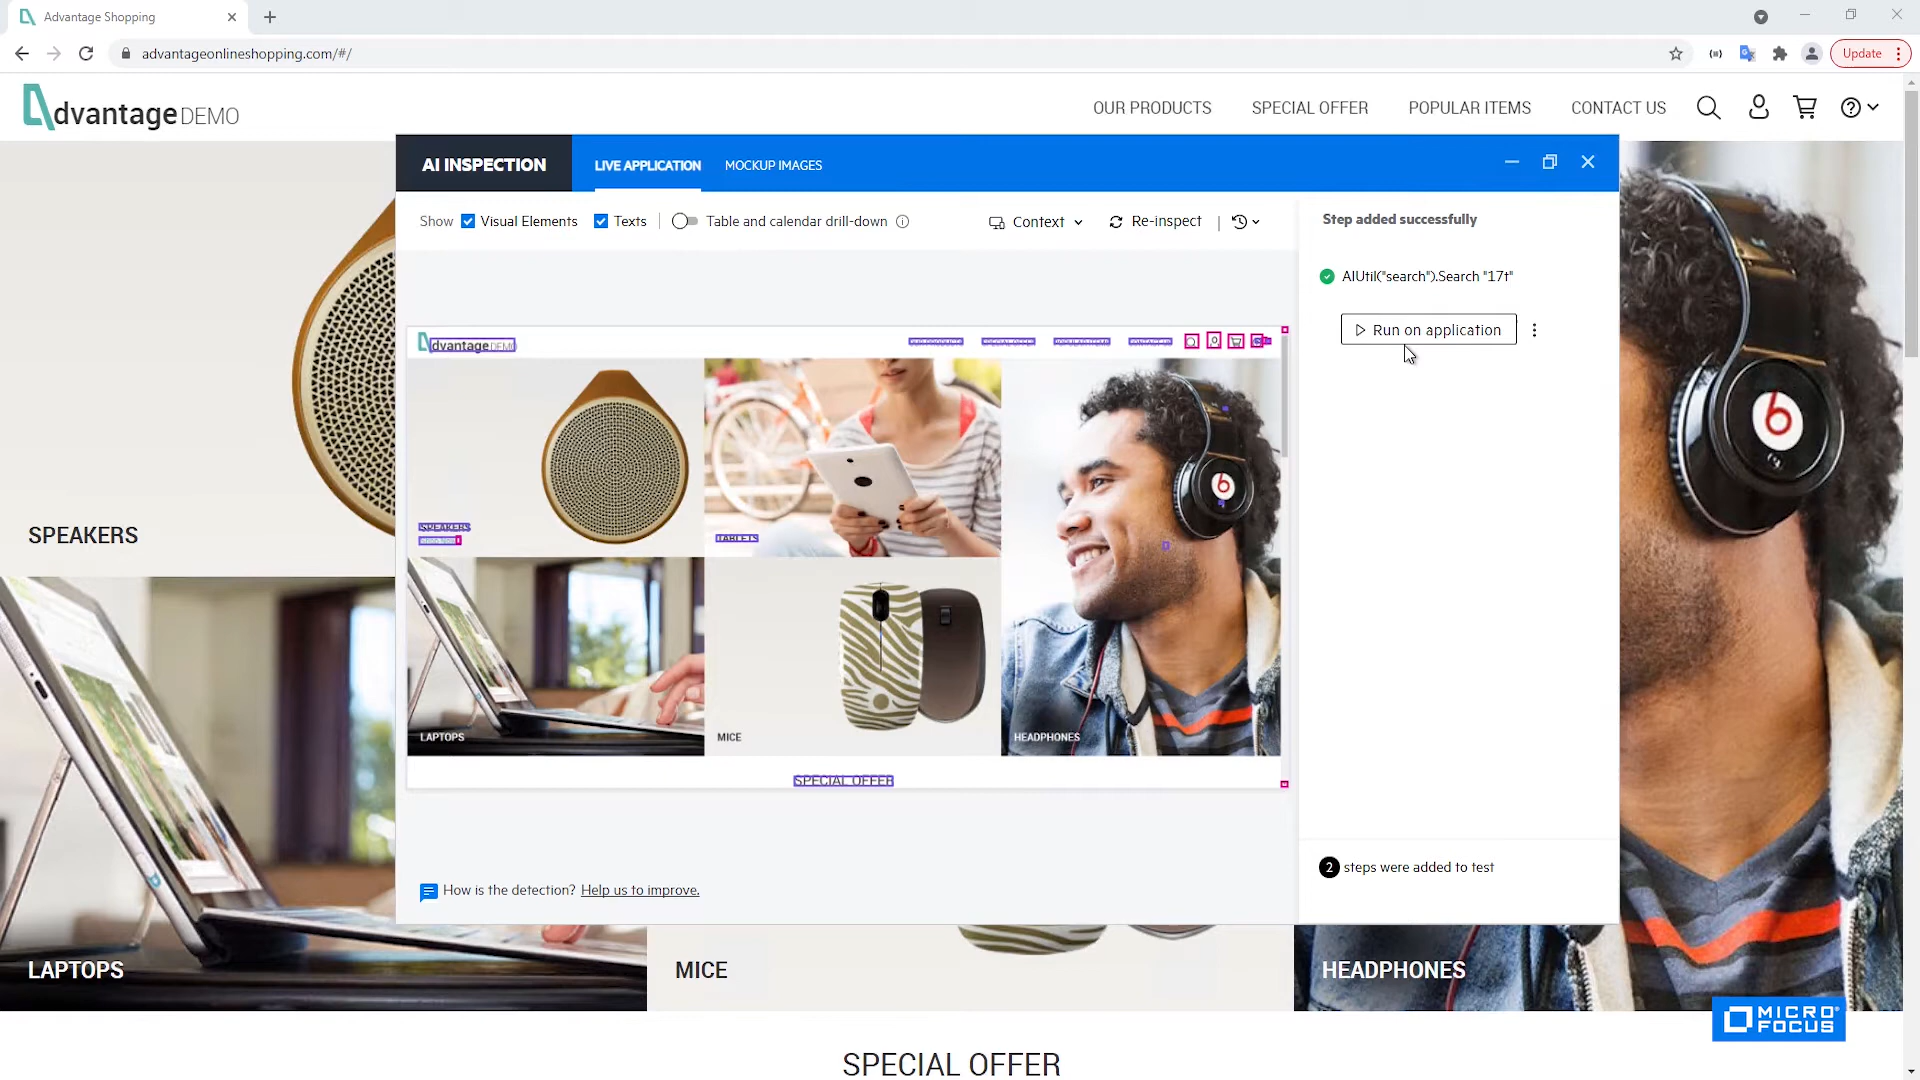 Advantage Shopping
advantageonlineshopping.com/#/
Update
dvantage DEMO
OUR PRODUCTS
SPECIAL OFFER
POPULAR ITEMS
CONTACT US
AI INSPECTION
LIVE APPLICATION
MOCKUP IMAGES
Show
Visual Elements
Texts
Table and calendar drill-down
Context
Re-inspect
Step added successfully
AIUtil("search").Search "17t"
Run on application
dvantage DEMO
SPEAKERS
TABLETS
LAPTOPS
MICE
HEADPHONES
SPECIAL OFFER
2 steps were added to test
How is the detection? Help us to improve.
SPEAKERS
LAPTOPS
MICE
HEADPHONES
MICRO
FOCUS
SPECIAL OFFER